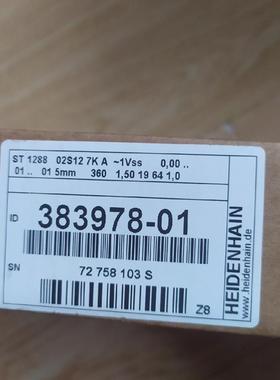 ST 1288 02S12 7K A ~1Vss 0,00 ..
01 .. 01 5mm 360 1,50 19 64 1,0
ID 383978-01
SN 72 758 103 S
Z8
HEIDENHAIN
www.heidenhain.de